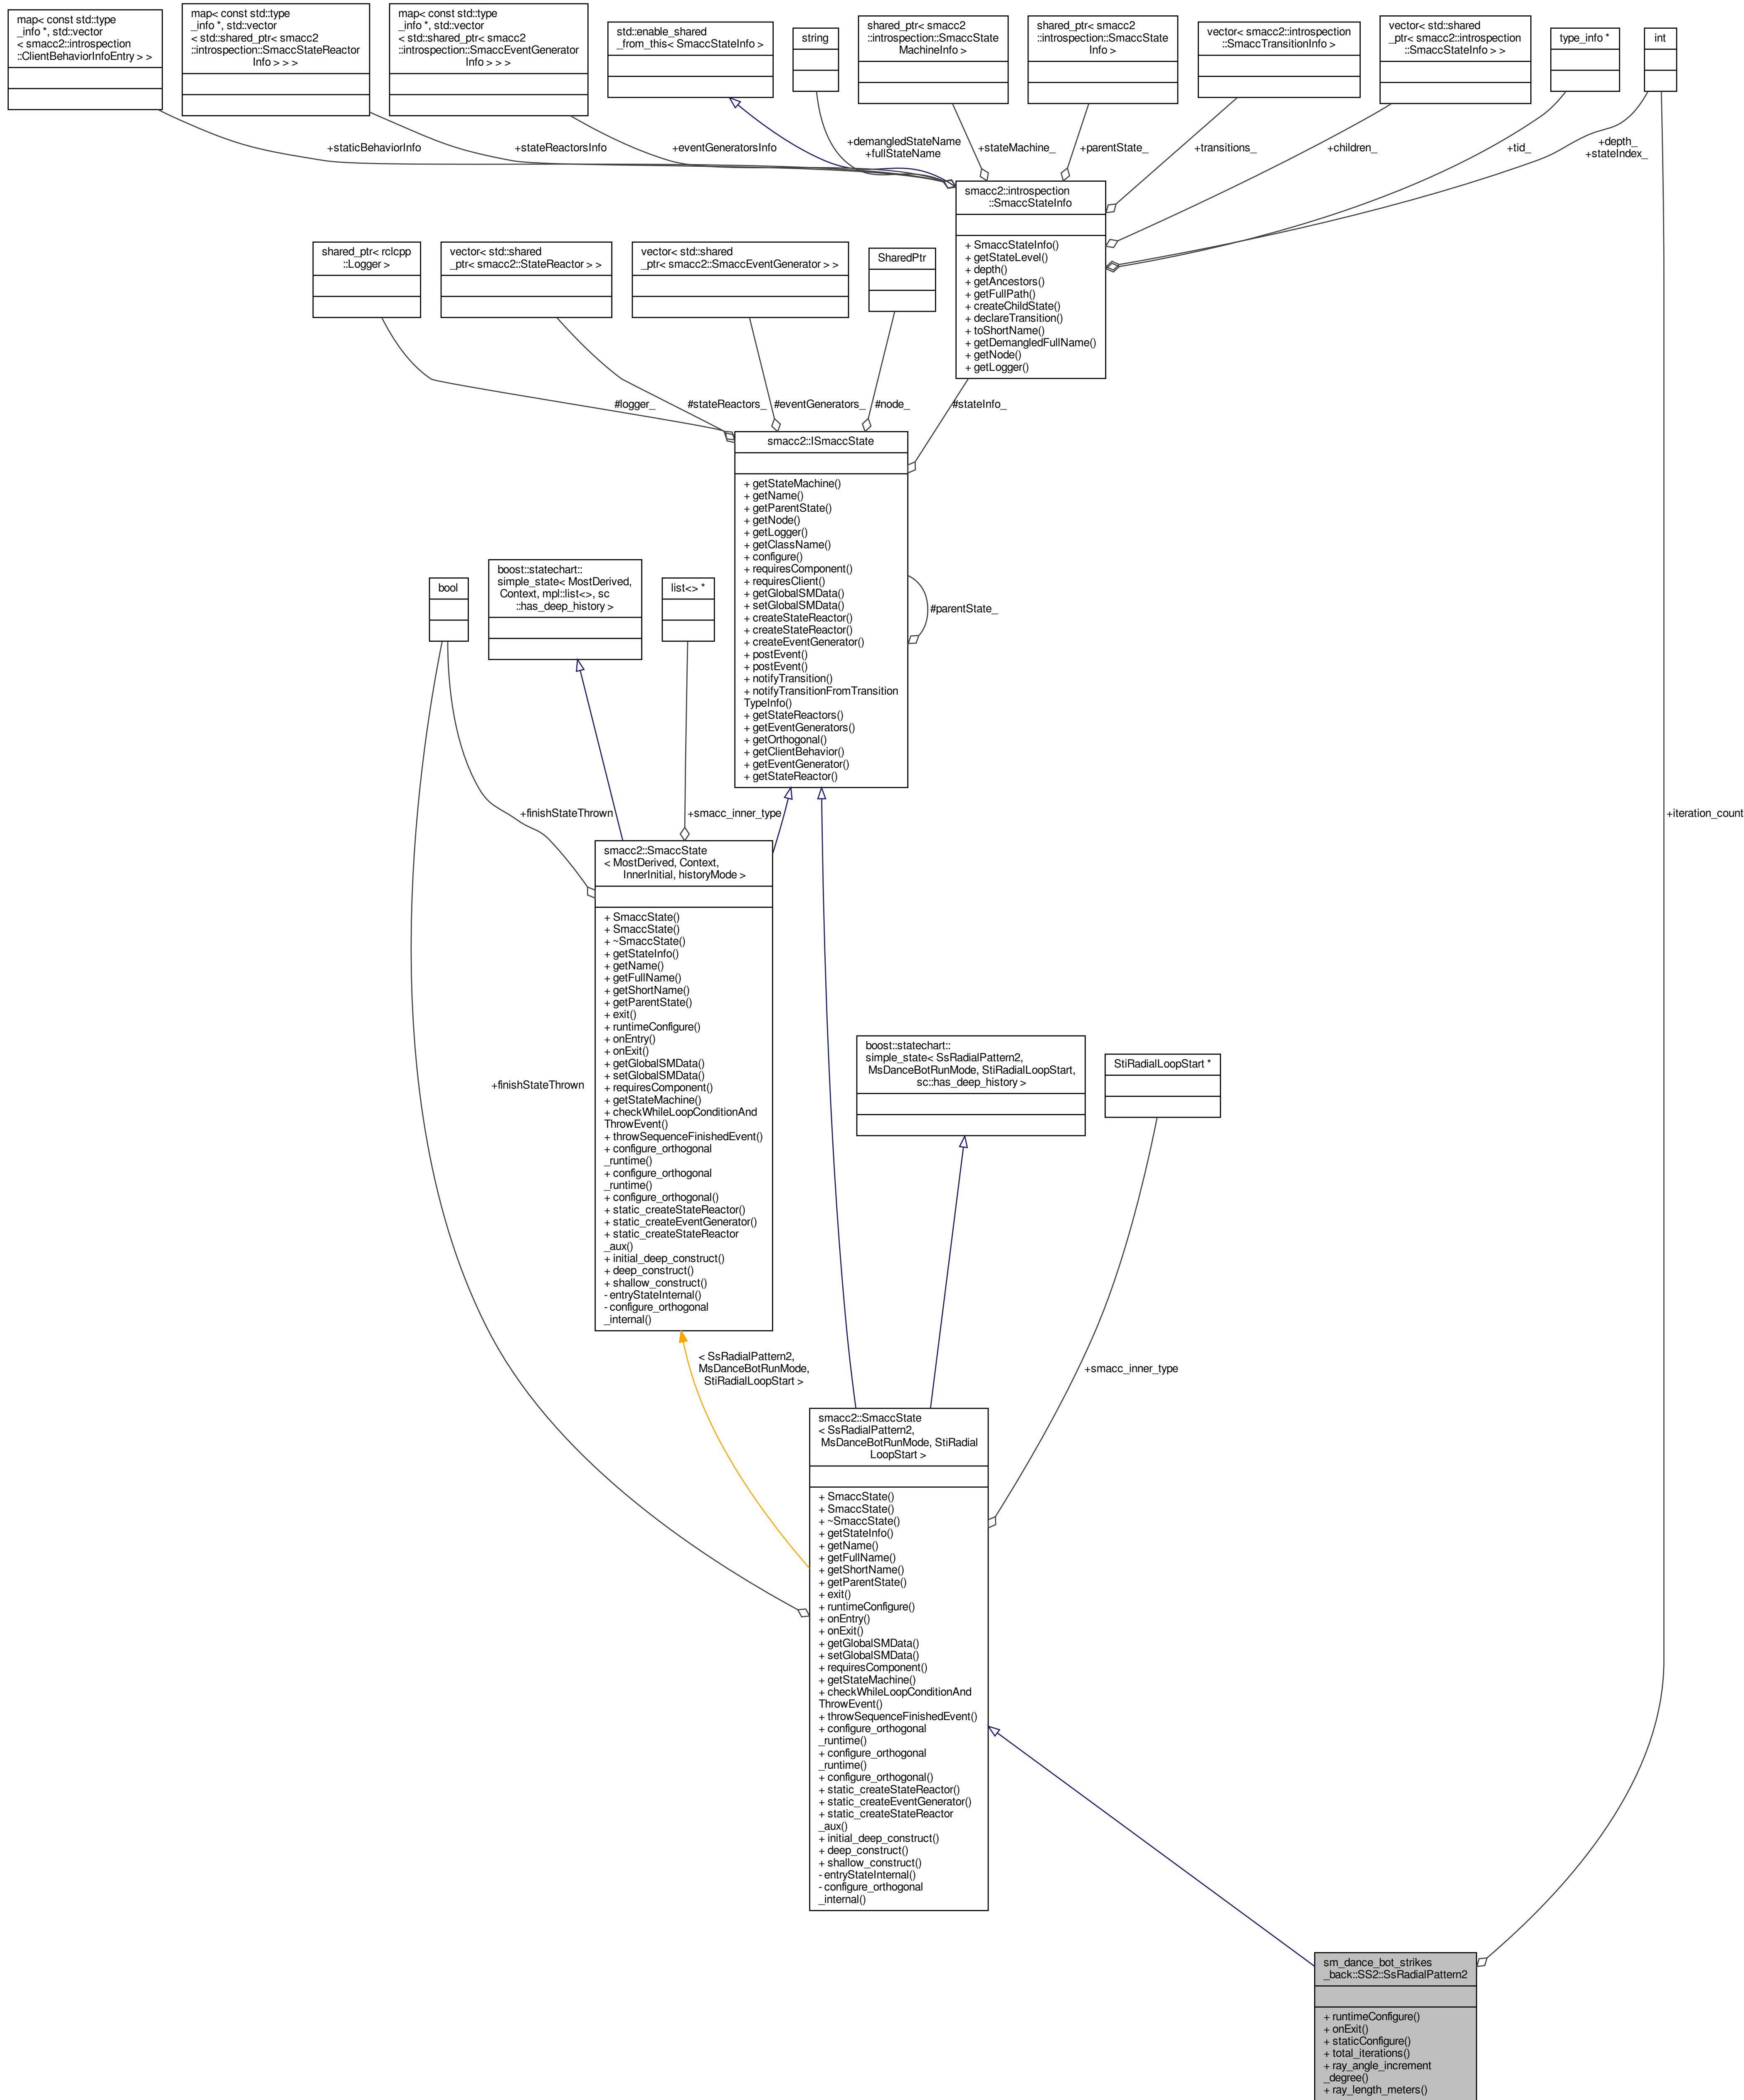 map< const std::type
_info *, std::vector
< smacc2::introspection
::ClientBehaviorInfoEntry > >
map< const std::type
_info *, std::vector
< std::shared_ptr< smacc2
::introspection::SmaccStateReactor
Info > > >
map< const std::type
_info *, std::vector
< std::shared_ptr< smacc2
::introspection::SmaccEventGenerator
Info > > >
std::enable_shared
_from_this< SmaccStateInfo >
string
shared_ptr< smacc2
::introspection::SmaccState
MachineInfo >
shared_ptr< smacc2
::introspection::SmaccState
Info >
vector< smacc2::introspection
::SmaccTransitionInfo >
vector< std::shared
_ptr< smacc2::introspection
::SmaccStateInfo > >
type_info *
int
+staticBehaviorInfo
+stateReactorsInfo
+eventGeneratorsInfo
+demangledStateName
+fullStateName
+stateMachine_
+parentState_
+transitions_
+children_
+tid_
+depth_
+stateIndex_
smacc2::introspection
::SmaccStateInfo
+ SmaccStateInfo()
+ getStateLevel()
+ depth()
+ getAncestors()
+ getFullPath()
+ createChildState()
+ declareTransition()
+ toShortName()
+ getDemangledFullName()
+ getNode()
+ getLogger()
shared_ptr< rclcpp
::Logger >
vector< std::shared
_ptr< smacc2::StateReactor > >
vector< std::shared
_ptr< smacc2::SmaccEventGenerator > >
SharedPtr
#logger_
#stateReactors_
#eventGenerators_
#node_
#stateInfo_
smacc2::ISmaccState
+ getStateMachine()
+ getName()
+ getParentState()
+ getNode()
+ getLogger()
+ getClassName()
+ configure()
+ requiresComponent()
+ requiresClient()
+ getGlobalSMData()
+ setGlobalSMData()
+ createStateReactor()
+ createStateReactor()
+ createEventGenerator()
+ postEvent()
+ postEvent()
+ notifyTransition()
+ notifyTransitionFromTransition
TypeInfo()
+ getStateReactors()
+ getEventGenerators()
+ getOrthogonal()
+ getClientBehavior()
+ getEventGenerator()
+ getStateReactor()
#parentState_
bool
boost::statechart::
simple_state< MostDerived,
Context, mpl::list<>, sc
::has_deep_history >
list<> *
+finishStateThrown
+smacc_inner_type
+iteration_count
smacc2::SmaccState
< MostDerived, Context,
InnerInitial, historyMode >
+ SmaccState()
+ SmaccState()
+ ~SmaccState()
+ getStateInfo()
+ getName()
+ getFullName()
+ getShortName()
+ getParentState()
+ exit()
+ runtimeConfigure()
+ onEntry()
+ onExit()
+ getGlobalSMData()
+ setGlobalSMData()
+ requiresComponent()
+ getStateMachine()
+ checkWhileLoopConditionAnd
ThrowEvent()
+ throwSequenceFinishedEvent()
+ configure_orthogonal
_runtime()
+ configure_orthogonal
_runtime()
+ configure_orthogonal()
+ static_createStateReactor()
+ static_createEventGenerator()
+ static_createStateReactor
_aux()
+ initial_deep_construct()
+ deep_construct()
+ shallow_construct()
- entryStateInternal()
- configure_orthogonal
_internal()
+finishStateThrown
boost::statechart::
simple_state< SsRadialPattern2,
MsDanceBotRunMode, StiRadialLoopStart,
sc::has_deep_history >
StiRadialLoopStart *
< SsRadialPattern2,
MsDanceBotRunMode,
StiRadialLoopStart >
+smacc_inner_type
smacc2::SmaccState
< SsRadialPattern2,
MsDanceBotRunMode, StiRadial
LoopStart >
+ SmaccState()
+ SmaccState()
+ ~SmaccState()
+ getStateInfo()
+ getName()
+ getFullName()
+ getShortName()
+ getParentState()
+ exit()
+ runtimeConfigure()
+ onEntry()
+ onExit()
+ getGlobalSMData()
+ setGlobalSMData()
+ requiresComponent()
+ getStateMachine()
+ checkWhileLoopConditionAnd
ThrowEvent()
+ throwSequenceFinishedEvent()
+ configure_orthogonal
_runtime()
+ configure_orthogonal
_runtime()
+ configure_orthogonal()
+ static_createStateReactor()
+ static_createEventGenerator()
+ static_createStateReactor
_aux()
+ initial_deep_construct()
+ deep_construct()
+ shallow_construct()
- entryStateInternal()
- configure_orthogonal
_internal()
sm_dance_bot_strikes
_back::SS2::SsRadialPattern2
+ runtimeConfigure()
+ onExit()
+ staticConfigure()
+ total_iterations()
+ ray_angle_increment
_degree()
+ ray_length_meters()